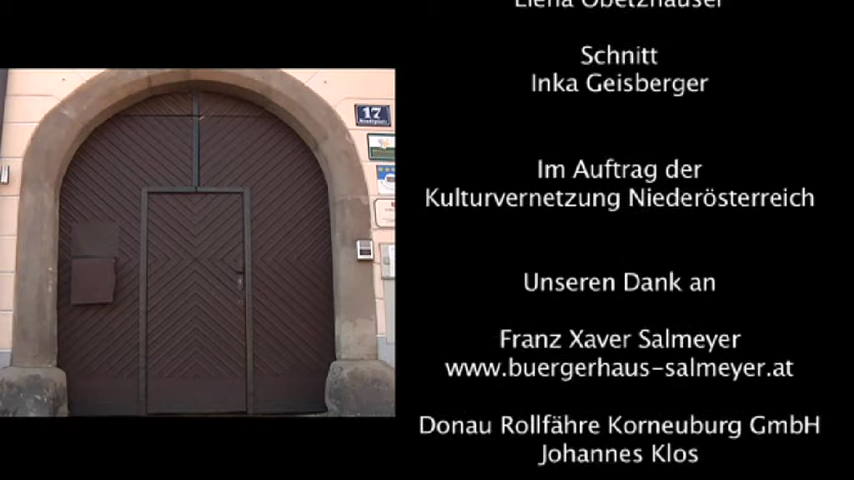 17
Schnitt
Inka Geisberger
Im Auftrag der
Kulturvernetzung Niederösterreich
Unseren Dank an
Franz Xaver Salmeyer
www.buergerhaus-salmeyer.at
Donau Rollfähre Korneuburg GmbH
Johannes Klos